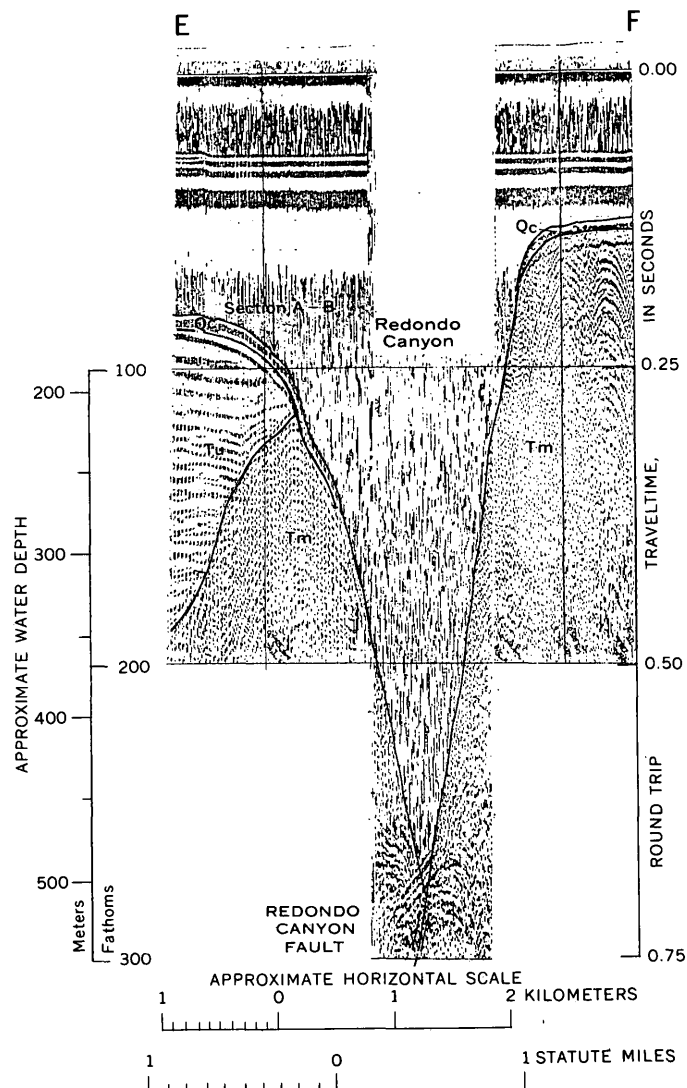 E
F
0.00
Qc
Section A-B
QC
Redondo
Canyon
100
200
0.25
Tu
Tm
Tm
300
200
0.50
400
500
300
0.75
APPROXIMATE WATER DEPTH
Meters
Fathoms
IN SECONDS
TRAVELTIME,
ROUND TRIP
REDONDO
CANYON
FAULT
APPROXIMATE HORIZONTAL SCALE
1 0 1 2 KILOMETERS
1 0 1 STATUTE MILES